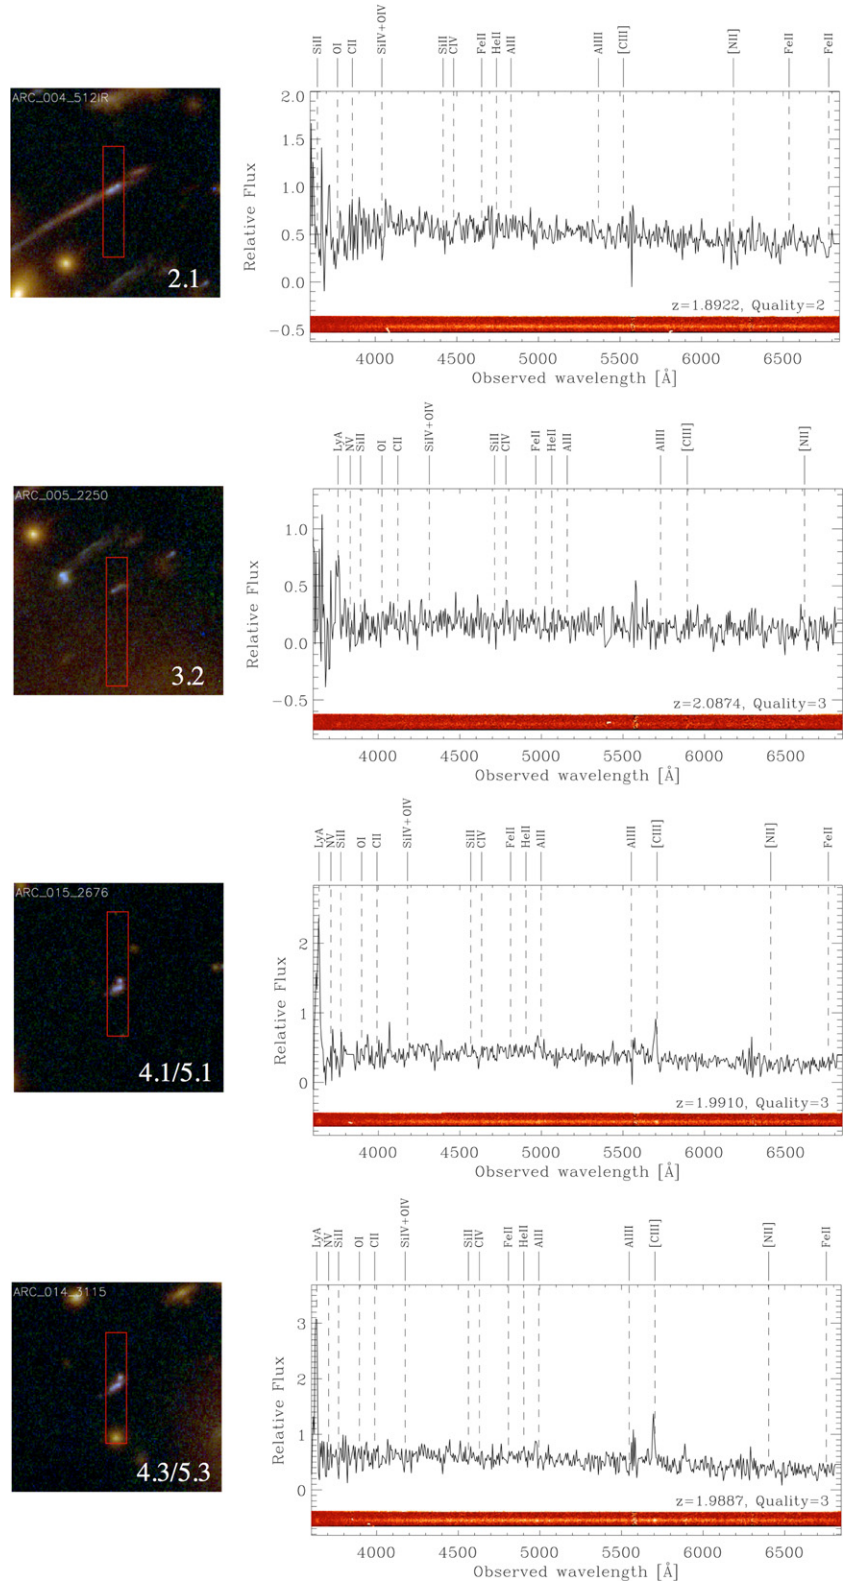 SiII OI CII SiIV+OIV SiII CIV FeII HeII AlII AlIII [CIII] [NII] FeII FeII
ARC_004_512IR
2.1
2.0
1.5
1.0
0.5
0.0
−0.5
Relative Flux
z=1.8922, Quality=2
4000 4500 5000 5500 6000 6500
Observed wavelength [Å]
LyA NV SiII OI CII SiIV+OIV SiII CIV FeII HeII AlII AlIII [CIII] [NII]
ARC_005_2250
3.2
1.0
0.5
0.0
−0.5
Relative Flux
z=2.0874, Quality=3
4000 4500 5000 5500 6000 6500
Observed wavelength [Å]
LyA NV SiII OI CII SiIV+OIV SiII CIV FeII HeII AlII AlIII [CIII] [NII] FeII
ARC_015_2676
4.1/5.1
2
1
0
Relative Flux
z=1.9910, Quality=3
4000 4500 5000 5500 6000 6500
Observed wavelength [Å]
LyA NV SiII OI CII SiIV+OIV SiII CIV FeII HeII AlII AlIII [CIII] [NII] FeII
ARC_014_3115
4.3/5.3
3
2
1
0
Relative Flux
z=1.9887, Quality=3
4000 4500 5000 5500 6000 6500
Observed wavelength [Å]